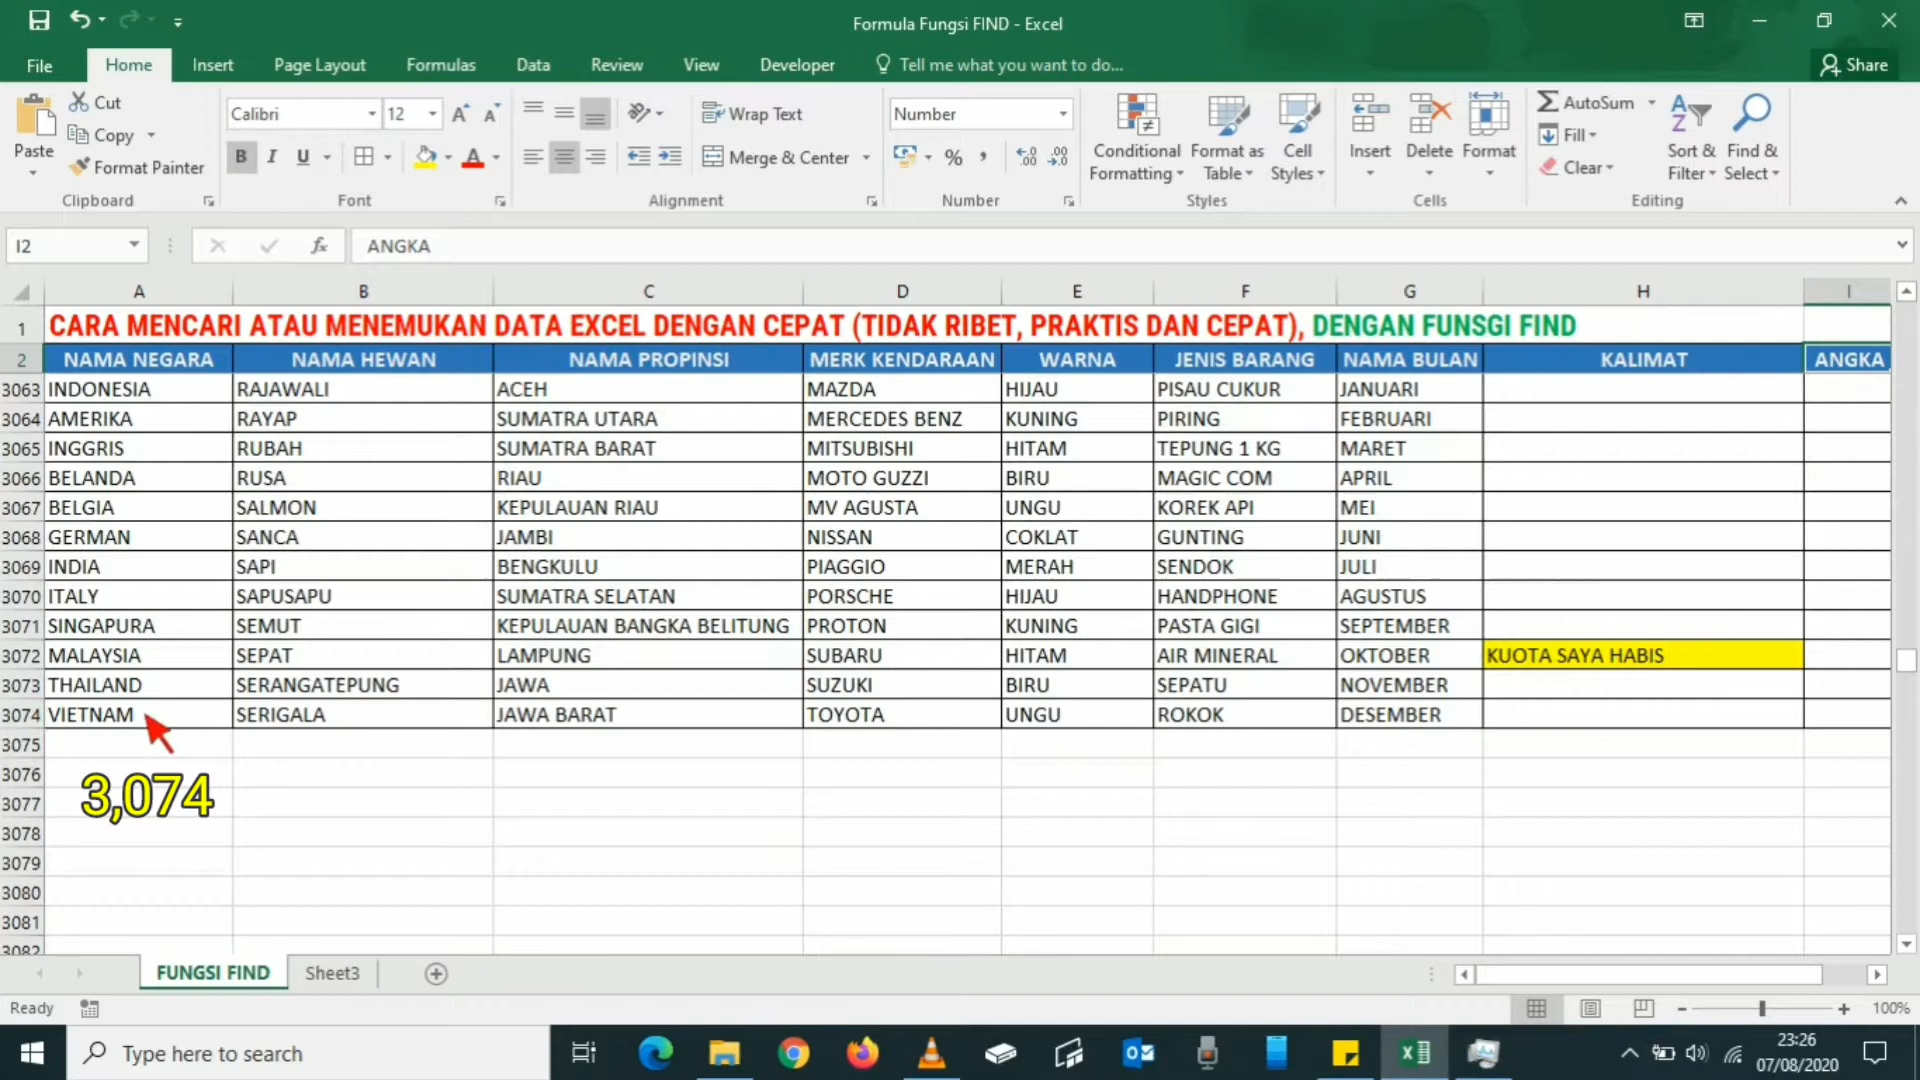 Formula Fungsi FIND - Excel
File Home Insert Page Layout Formulas Data Review View Developer Tell me what you want to do... Share
Paste Cut Copy Format Painter Clipboard
Calibri 12 B I U A Font
Wrap Text Merge & Center Alignment
Number % Number
Conditional Formatting Format as Table Cell Styles Styles
Insert Delete Format Cells
AutoSum Fill Clear Sort & Filter Find & Select Editing
I2 fx ANGKA
A B C D E F G H I
1 CARA MENCARI ATAU MENEMUKAN DATA EXCEL DENGAN CEPAT (TIDAK RIBET, PRAKTIS DAN CEPAT), DENGAN FUNSGI FIND
2 NAMA NEGARA NAMA HEWAN NAMA PROPINSI MERK KENDARAAN WARNA JENIS BARANG NAMA BULAN KALIMAT ANGKA
3063 INDONESIA RAJAWALI ACEH MAZDA HIJAU PISAU CUKUR JANUARI
3064 AMERIKA RAYAP SUMATRA UTARA MERCEDES BENZ KUNING PIRING FEBRUARI
3065 INGGRIS RUBAH SUMATRA BARAT MITSUBISHI HITAM TEPUNG 1 KG MARET
3066 BELANDA RUSA RIAU MOTO GUZZI BIRU MAGIC COM APRIL
3067 BELGIA SALMON KEPULAUAN RIAU MV AGUSTA UNGU KOREK API MEI
3068 GERMAN SANCA JAMBI NISSAN COKLAT GUNTING JUNI
3069 INDIA SAPI BENGKULU PIAGGIO MERAH SENDOK JULI
3070 ITALY SAPUSAPU SUMATRA SELATAN PORSCHE HIJAU HANDPHONE AGUSTUS
3071 SINGAPURA SEMUT KEPULAUAN BANGKA BELITUNG PROTON KUNING PASTA GIGI SEPTEMBER
3072 MALAYSIA SEPAT LAMPUNG SUBARU HITAM AIR MINERAL OKTOBER KUOTA SAYA HABIS
3073 THAILAND SERANGATEPUNG JAWA SUZUKI BIRU SEPATU NOVEMBER
3074 VIETNAM SERIGALA JAWA BARAT TOYOTA UNGU ROKOK DESEMBER
3075
3076
3,074
3077
3078
3079
3080
3081
3082
FUNGSI FIND Sheet3
Ready 100%
Type here to search
23:26
07/08/2020